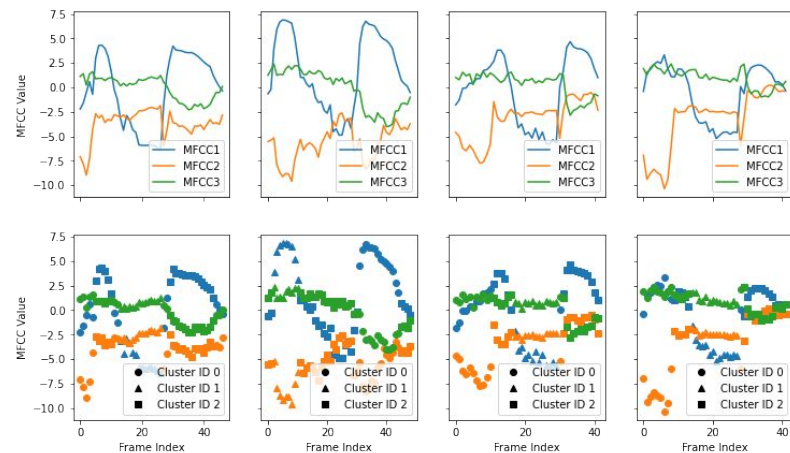 7.5
5.0
2.5
0.0
−2.5
−5.0
−7.5
−10.0
MFCC Value
MFCC1
MFCC2
MFCC3
MFCC1
MFCC2
MFCC3
MFCC1
MFCC2
MFCC3
MFCC1
MFCC2
MFCC3
7.5
5.0
2.5
0.0
−2.5
−5.0
−7.5
−10.0
MFCC Value
Cluster ID 0
Cluster ID 1
Cluster ID 2
Cluster ID 0
Cluster ID 1
Cluster ID 2
Cluster ID 0
Cluster ID 1
Cluster ID 2
Cluster ID 0
Cluster ID 1
Cluster ID 2
0 20 40
0 20 40
0 20 40
0 20 40
Frame Index
Frame Index
Frame Index
Frame Index